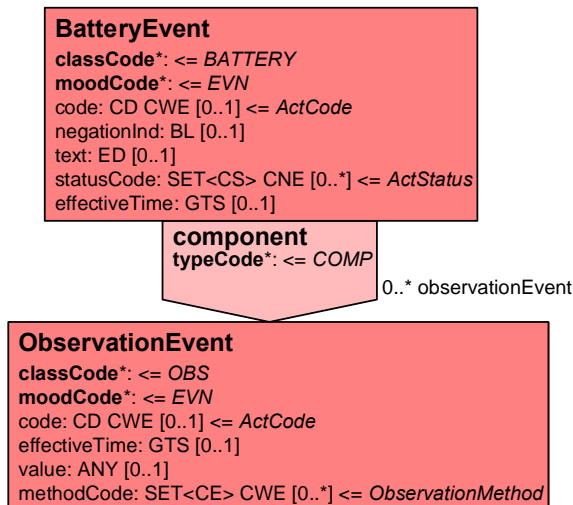 BatteryEvent
classCode*: <= BATTERY
moodCode*: <= EVN
code: CD CWE [0..1] <= ActCode
negationInd: BL [0..1]
text: ED [0..1]
statusCode: SET<CS> CNE [0..*] <= ActStatus
effectiveTime: GTS [0..1]
component
typeCode*: <= COMP
0..* observationEvent
ObservationEvent
classCode*: <= OBS
moodCode*: <= EVN
code: CD CWE [0..1] <= ActCode
effectiveTime: GTS [0..1]
value: ANY [0..1]
methodCode: SET<CE> CWE [0..*] <= ObservationMethod